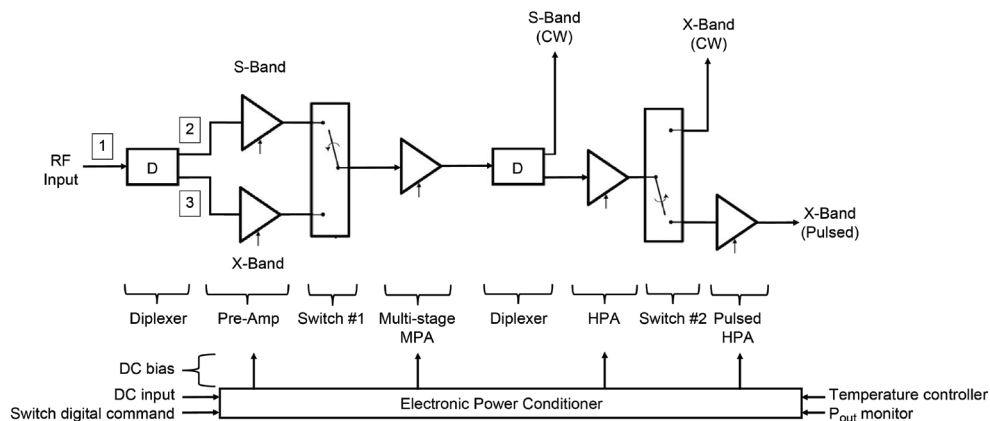 S-Band
(CW)
X-Band
(CW)
S-Band
1
2
RF
Input
D
D
3
X-Band
(Pulsed)
X-Band
Diplexer
Pre-Amp
Switch #1
Multi-stage
MPA
Diplexer
HPA
Switch #2
Pulsed
HPA
DC bias
DC input
Switch digital command
Electronic Power Conditioner
Temperature controller
Pout monitor